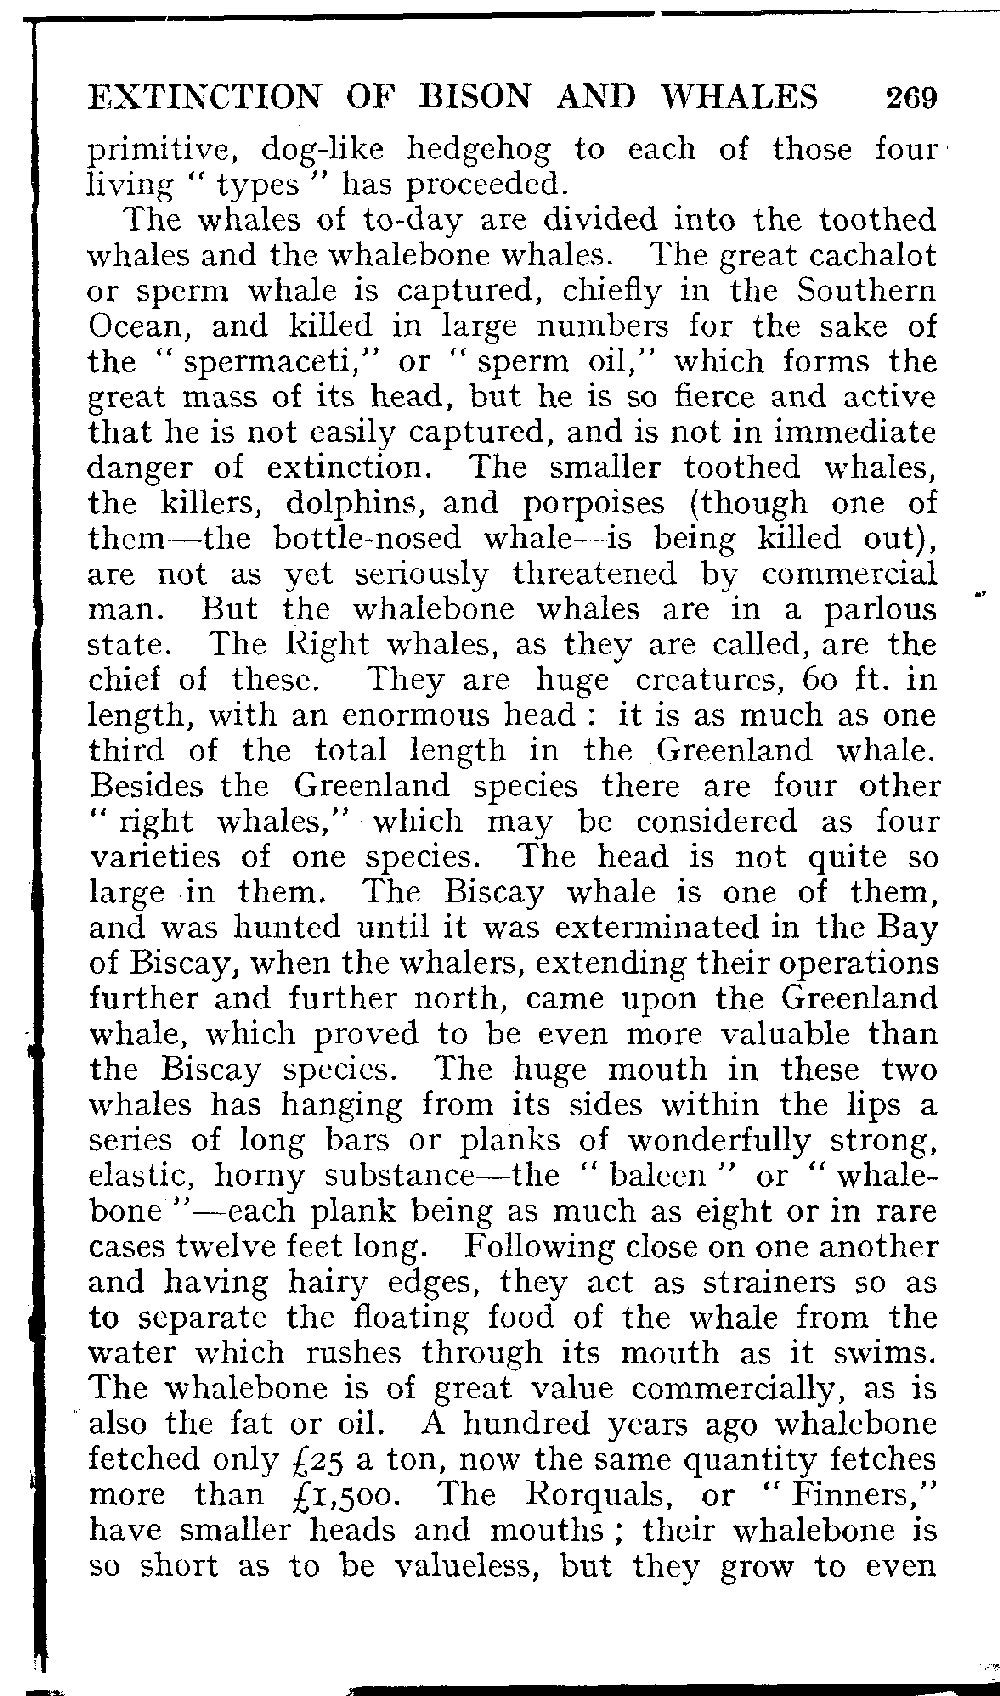 EXTINCTION OF BISON AND WHALES 269
primitive, dog-like hedgehog to each of those four
living " types " has proceeded.
The whales of to-day are divided into the toothed
whales and the whalebone whales. The great cachalot
or sperm whale is captured, chiefly in the Southern
Ocean, and killed in large numbers for the sake of
the " spermaceti," or " sperm oil," which forms the
great mass of its head, but he is so fierce and active
that he is not easily captured, and is not in immediate
danger of extinction. The smaller toothed whales,
the killers, dolphins, and porpoises (though one of
them—the bottle-nosed whale—is being killed out),
are not as yet seriously threatened by commercial
man. But the whalebone whales are in a parlous
state. The Right whales, as they are called, are the
chief of these. They are huge creatures, 60 ft. in
length, with an enormous head : it is as much as one
third of the total length in the Greenland whale.
Besides the Greenland species there are four other
" right whales," which may be considered as four
varieties of one species. The head is not quite so
large in them. The Biscay whale is one of them,
and was hunted until it was exterminated in the Bay
of Biscay, when the whalers, extending their operations
further and further north, came upon the Greenland
whale, which proved to be even more valuable than
the Biscay species. The huge mouth in these two
whales has hanging from its sides within the lips a
series of long bars or planks of wonderfully strong,
elastic, horny substance—the " baleen " or " whale-
bone "—each plank being as much as eight or in rare
cases twelve feet long. Following close on one another
and having hairy edges, they act as strainers so as
to separate the floating food of the whale from the
water which rushes through its mouth as it swims.
The whalebone is of great value commercially, as is
also the fat or oil. A hundred years ago whalebone
fetched only £25 a ton, now the same quantity fetches
more than £1,500. The Rorquals, or " Finners,"
have smaller heads and mouths ; their whalebone is
so short as to be valueless, but they grow to even